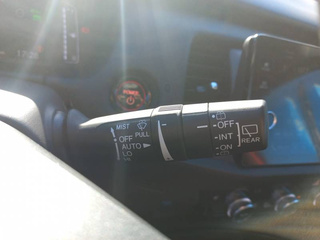 MIST
OFF PULL
AUTO
LO
OFF
INT
ON
REAR